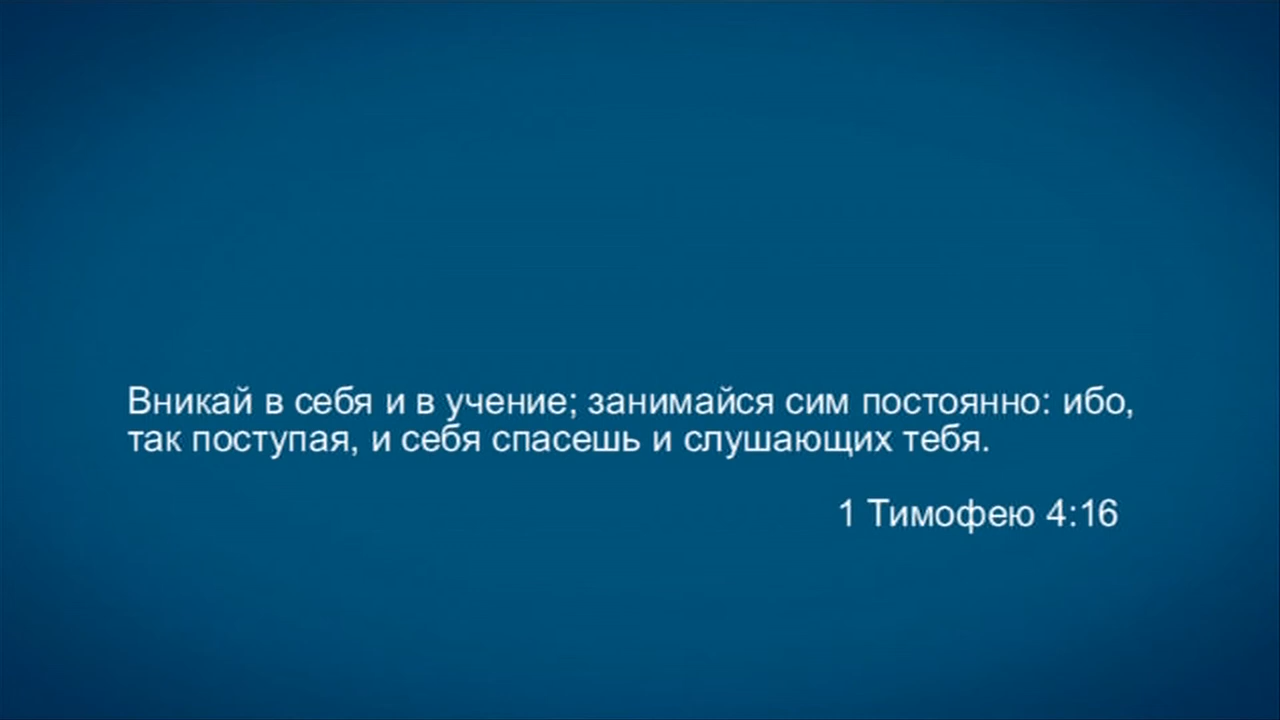 Вникай в себя и в учение; занимайся сим постоянно: ибо,
так поступая, и себя спасешь и слушающих тебя.
1 Тимофею 4:16